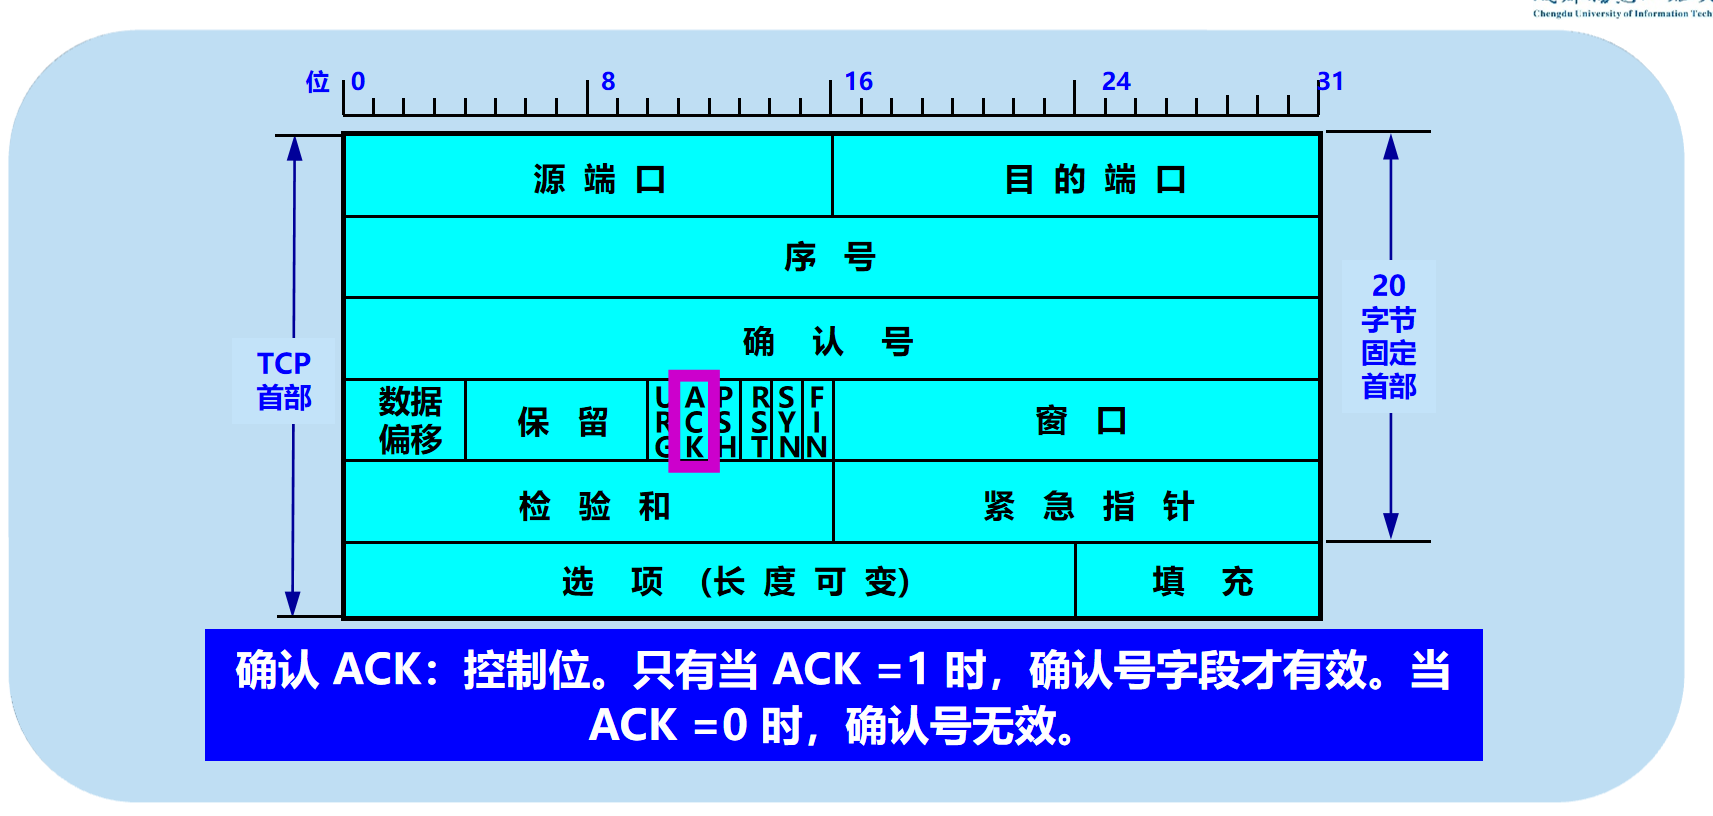 Chengdu University of Information Tech
位 0 8 16 24 31
源 端 口 目 的 端 口
序 号
确 认 号
数据
偏移
保 留
URG
ACK
PSH
RST
SYN
FIN
窗 口
检 验 和 紧 急 指 针
选 项 (长 度 可 变) 填 充
TCP
首部
20
字节
固定
首部
确认 ACK：控制位。只有当 ACK =1 时，确认号字段才有效。当
ACK =0 时，确认号无效。